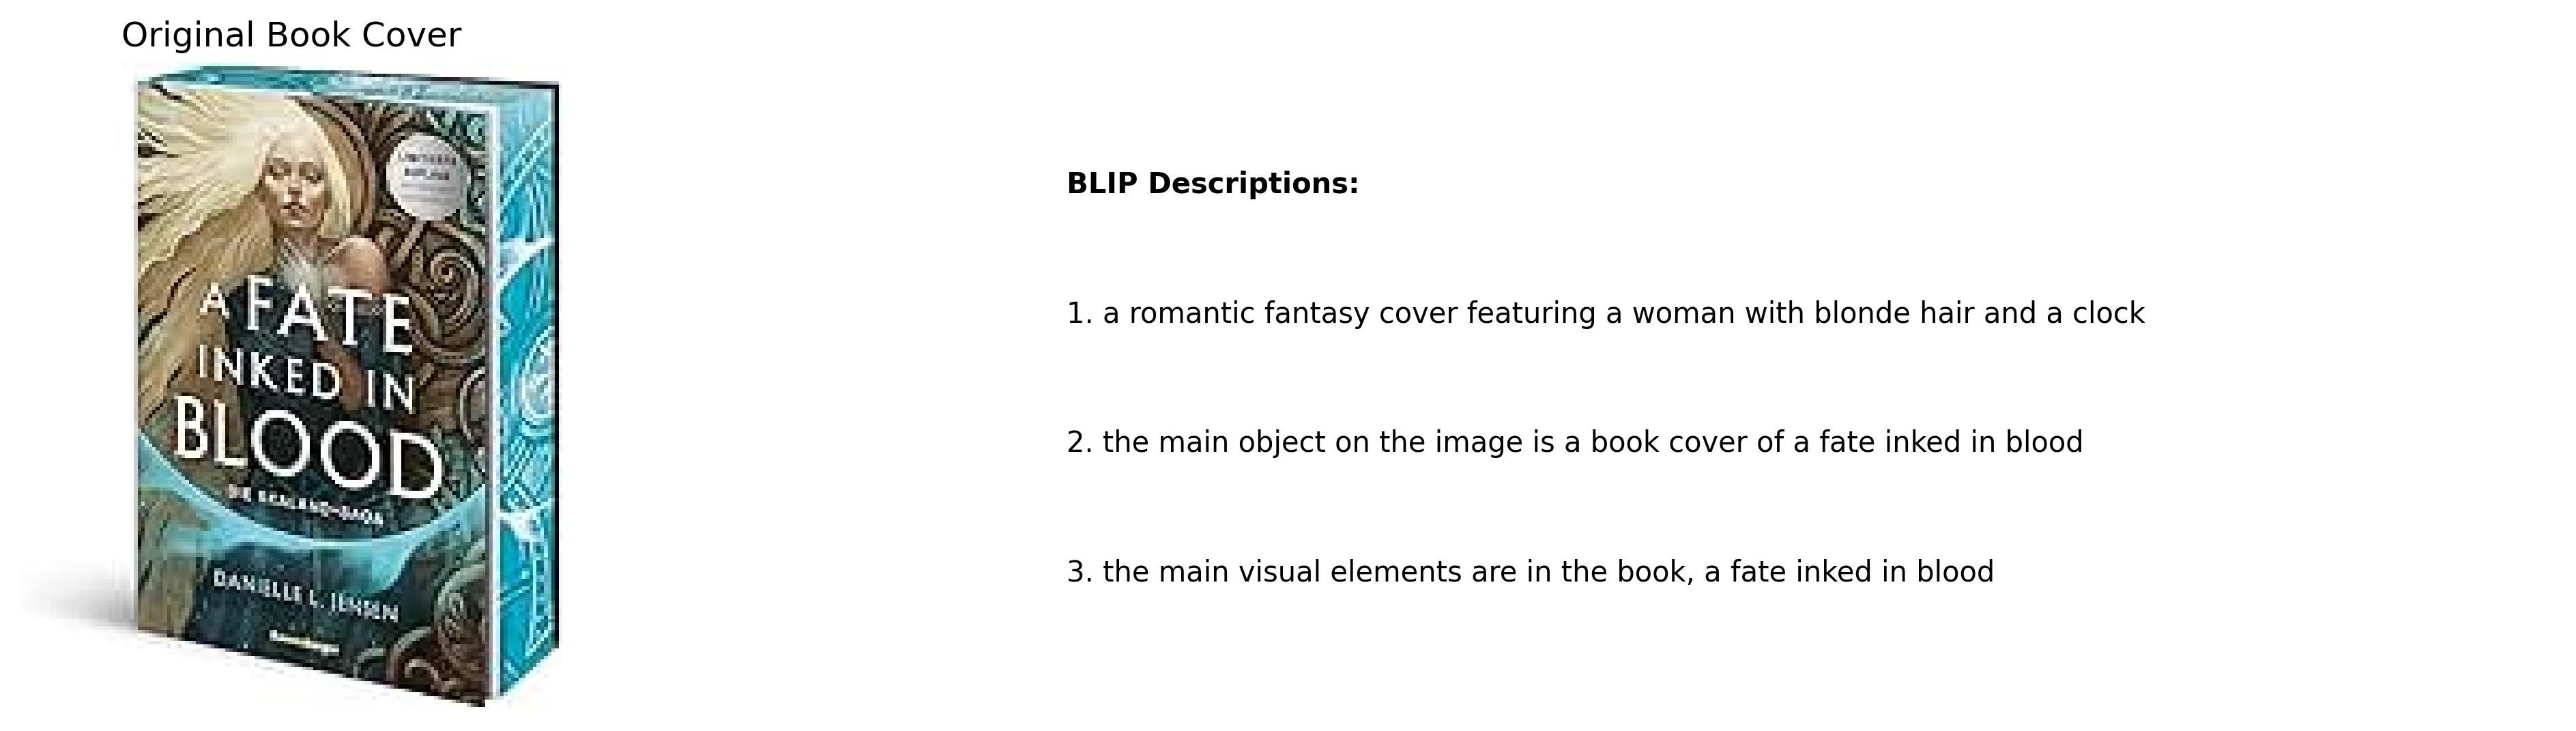 Original Book Cover
A FATE
INKED IN
BLOOD
DIE SKALAND-SAGA
DANIELLE L. JENSEN
BLIP Descriptions:
1. a romantic fantasy cover featuring a woman with blonde hair and a clock
2. the main object on the image is a book cover of a fate inked in blood
3. the main visual elements are in the book, a fate inked in blood